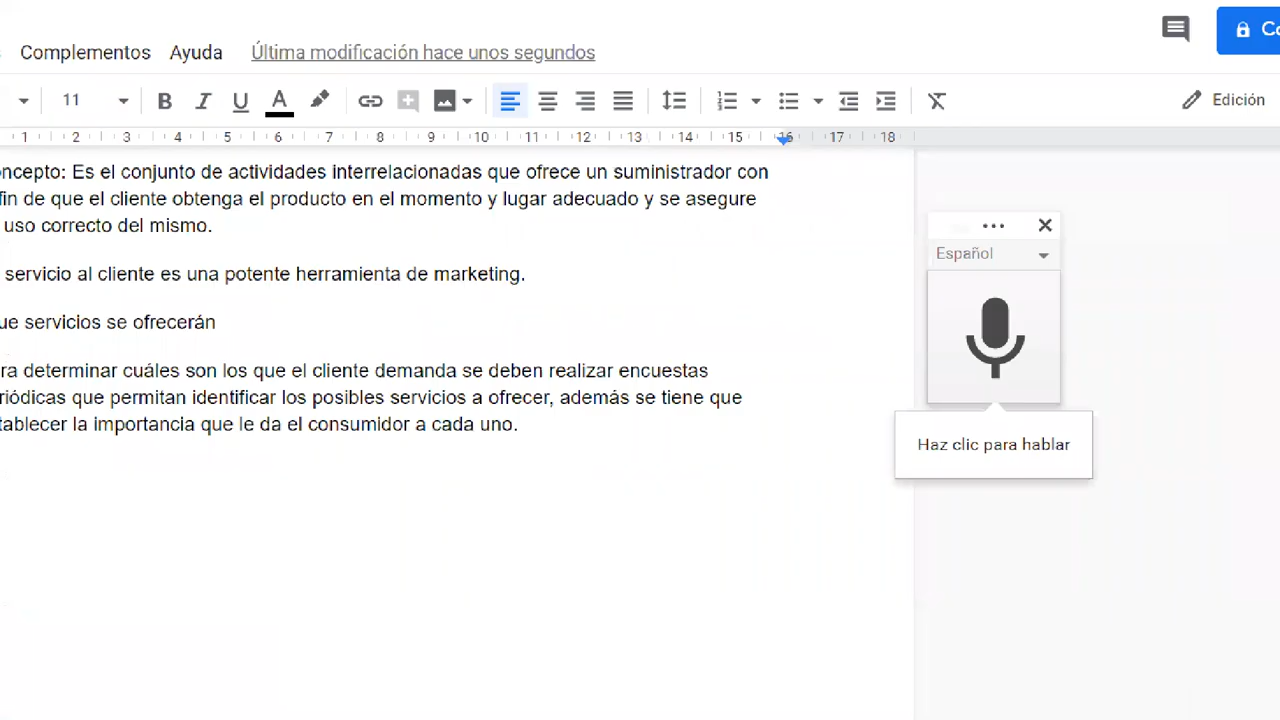 Complementos Ayuda Última modificación hace unos segundos
11 B I U A Edición
1 2 3 4 5 6 7 8 9 10 11 12 13 14 15 16 17 18
oncepto: Es el conjunto de actividades interrelacionadas que ofrece un suministrador con
fin de que el cliente obtenga el producto en el momento y lugar adecuado y se asegure
uso correcto del mismo.
Español
servicio al cliente es una potente herramienta de marketing.
ue servicios se ofrecerán
ra determinar cuáles son los que el cliente demanda se deben realizar encuestas
riódicas que permitan identificar los posibles servicios a ofrecer, además se tiene que
tablecer la importancia que le da el consumidor a cada uno.
Haz clic para hablar